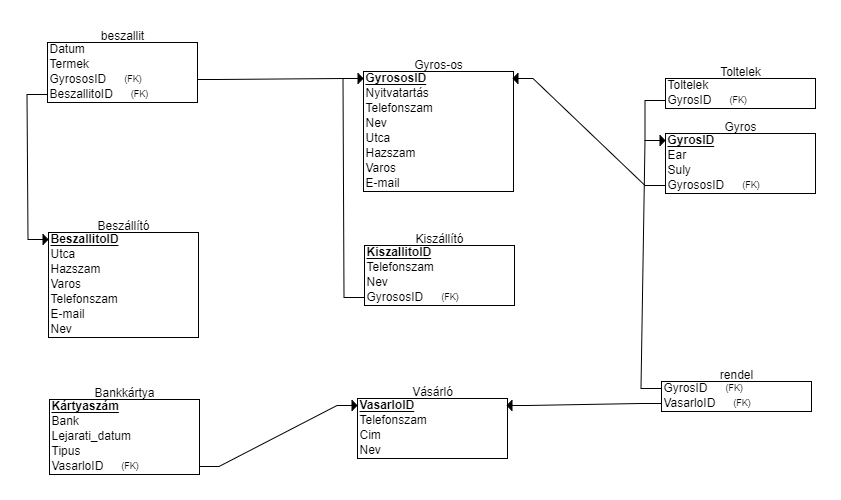 beszallit
Datum
Termek
GyrososID (FK)
BeszallitoID (FK)
Gyros-os
GyrososID
Nyitvatartás
Telefonszam
Nev
Utca
Hazszam
Varos
E-mail
Toltelek
Toltelek
GyrosID (FK)
Gyros
GyrosID
Ear
Suly
GyrososID (FK)
Beszállító
BeszallitoID
Utca
Hazszam
Varos
Telefonszam
E-mail
Nev
Kiszállító
KiszallitoID
Telefonszam
Nev
GyrososID (FK)
Bankkártya
Kártyaszám
Bank
Lejarati_datum
Tipus
VasarloID (FK)
Vásárló
VasarloID
Telefonszam
Cim
Nev
rendel
GyrosID (FK)
VasarloID (FK)